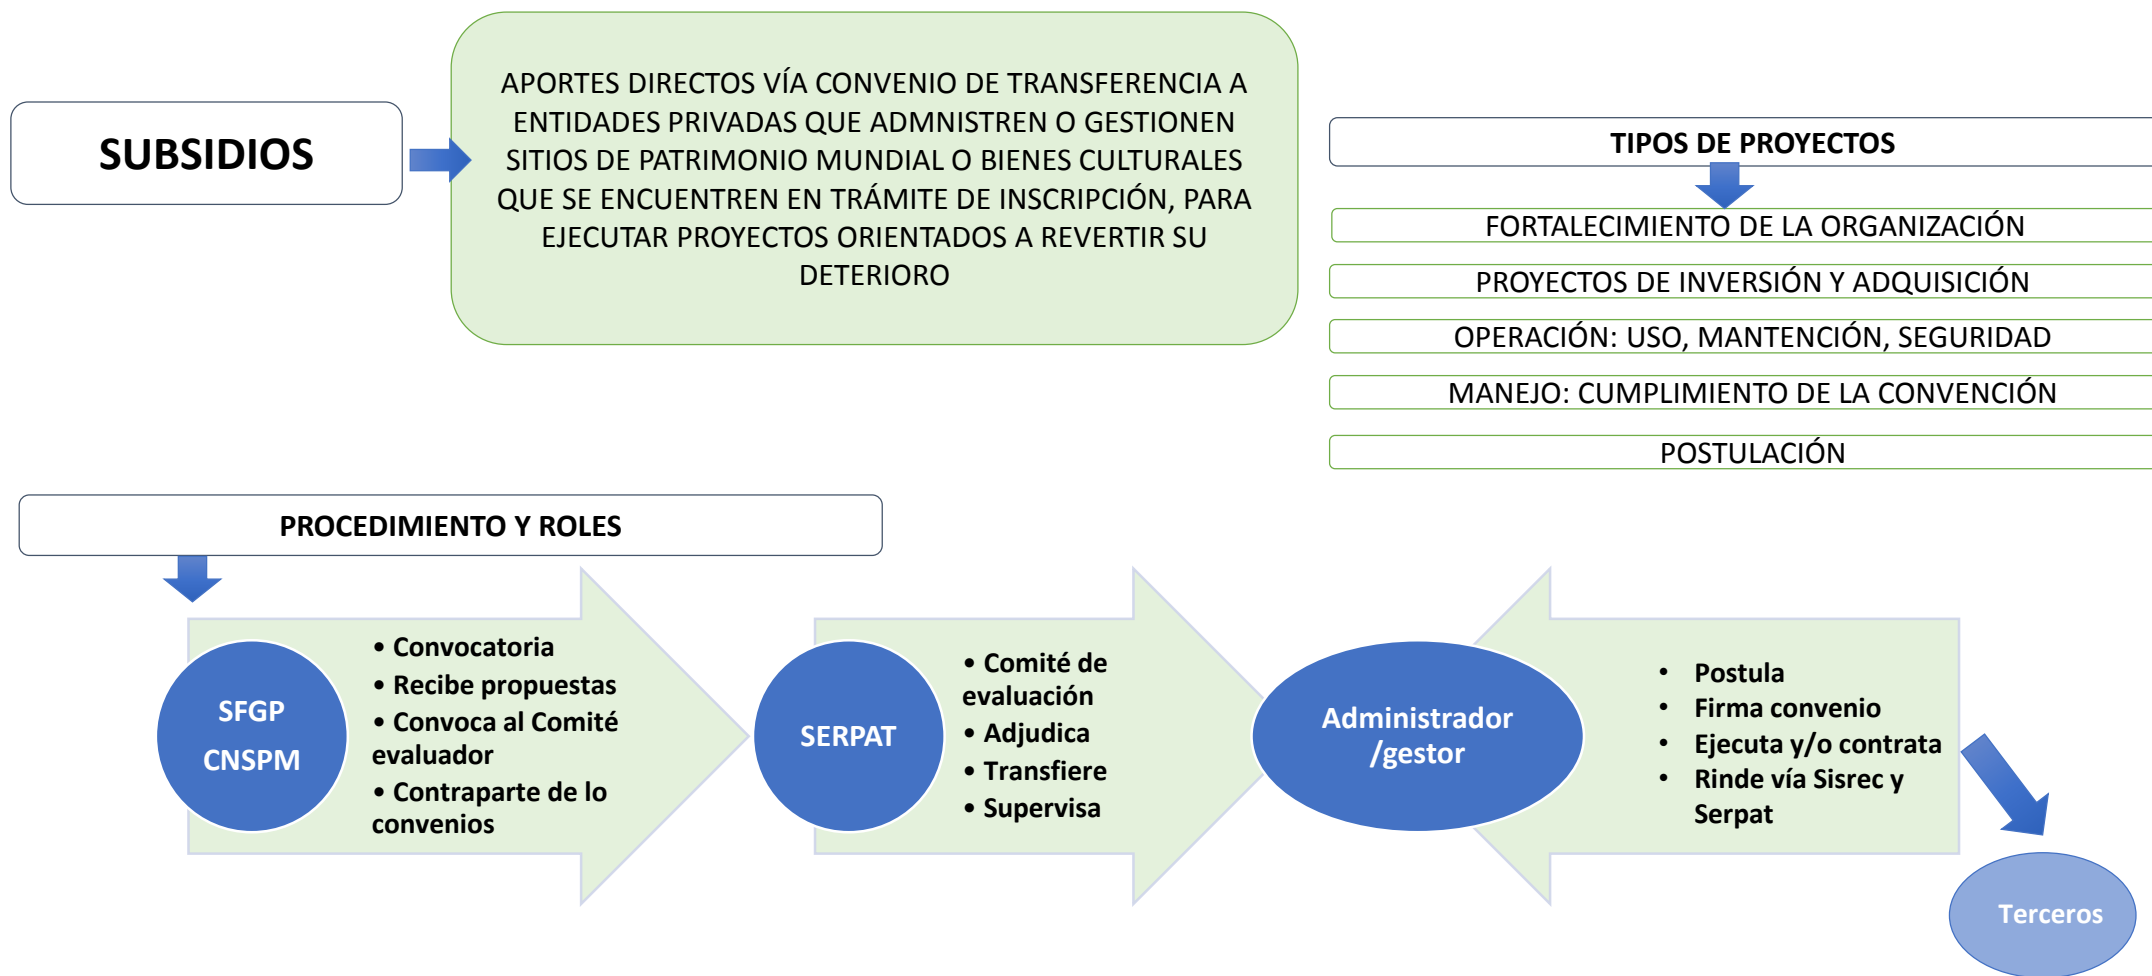 SUBSIDIOS
APORTES DIRECTOS VÍA CONVENIO DE TRANSFERENCIA A
ENTIDADES PRIVADAS QUE ADMNISTREN O GESTIONEN
SITIOS DE PATRIMONIO MUNDIAL O BIENES CULTURALES
QUE SE ENCUENTREN EN TRÁMITE DE INSCRIPCIÓN, PARA
EJECUTAR PROYECTOS ORIENTADOS A REVERTIR SU
DETERIORO
TIPOS DE PROYECTOS
FORTALECIMIENTO DE LA ORGANIZACIÓN
PROYECTOS DE INVERSIÓN Y ADQUISICIÓN
OPERACIÓN: USO, MANTENCIÓN, SEGURIDAD
MANEJO: CUMPLIMIENTO DE LA CONVENCIÓN
POSTULACIÓN
PROCEDIMIENTO Y ROLES
SFGP
CNSPM
• Convocatoria
• Recibe propuestas
• Convoca al Comité
evaluador
• Contraparte de lo
convenios
SERPAT
• Comité de
evaluación
• Adjudica
• Transfiere
• Supervisa
Administrador
/gestor
• Postula
• Firma convenio
• Ejecuta y/o contrata
• Rinde vía Sisrec y
Serpat
Terceros